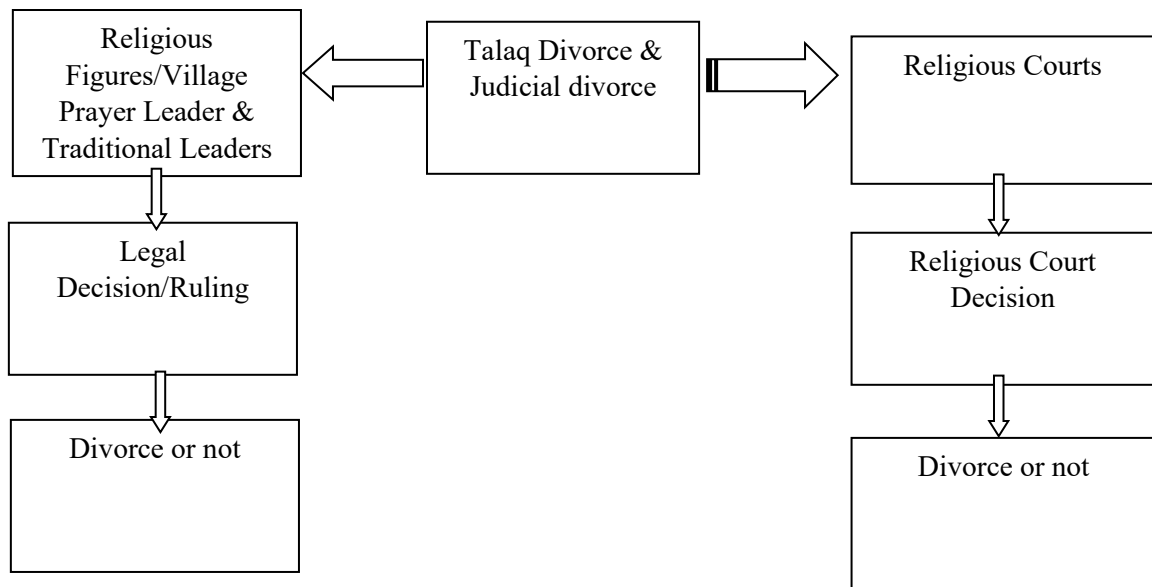 Religious
Figures/Village
Prayer Leader &
Traditional Leaders
Talaq Divorce &
Judicial divorce
Religious Courts
Legal
Decision/Ruling
Religious Court
Decision
Divorce or not
Divorce or not